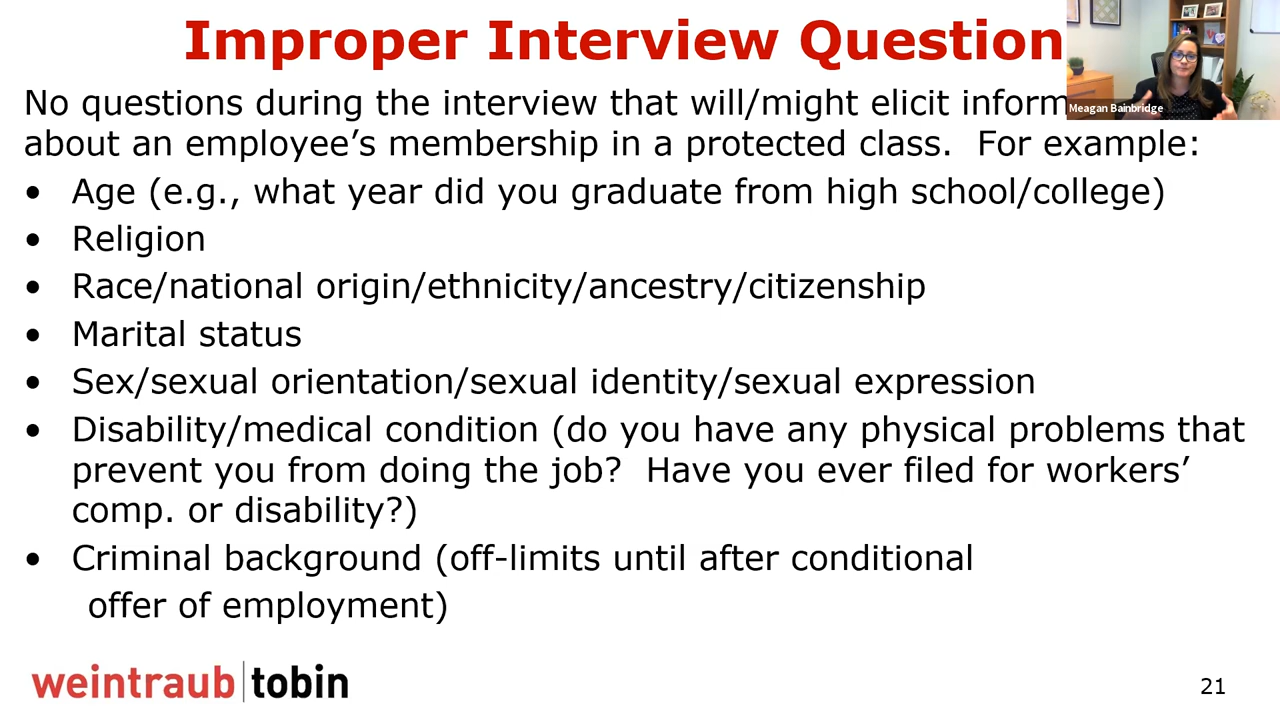 Improper Interview Question
Meagan Bainbridge
No questions during the interview that will/might elicit inform
about an employee’s membership in a protected class.  For example:
• Age (e.g., what year did you graduate from high school/college)
• Religion
• Race/national origin/ethnicity/ancestry/citizenship
• Marital status
• Sex/sexual orientation/sexual identity/sexual expression
• Disability/medical condition (do you have any physical problems that
prevent you from doing the job?  Have you ever filed for workers’
comp. or disability?)
• Criminal background (off-limits until after conditional
offer of employment)
weintraub|tobin
21